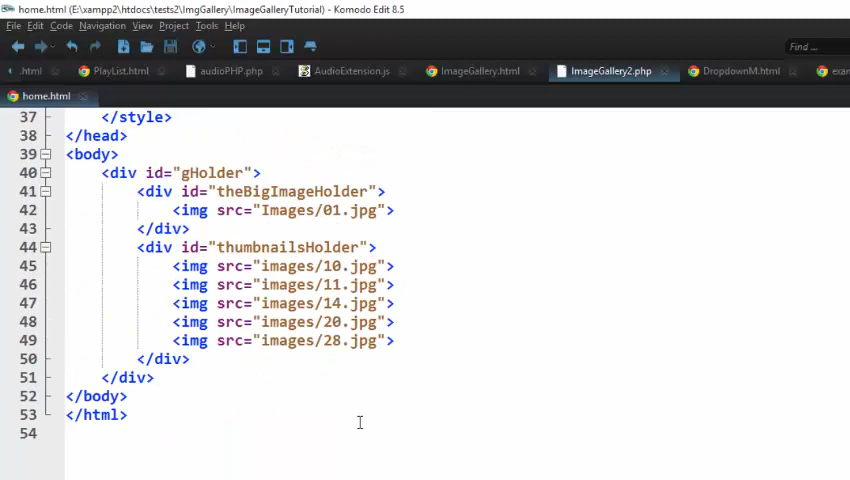 home.html (E:\xampp2\htdocs\tests2\ImgGallery\ImageGalleryTutorial) - Komodo Edit 8.5
File Edit Code Navigation View Project Tools Help
Find ...
.html PlayList.html audioPHP.php AudioExtension.js ImageGallery.html ImageGallery2.php DropdownM.html exar
home.html
37 </style>
38 </head>
39 <body>
40 <div id="gHolder">
41 <div id="theBigImageHolder">
42 <img src="Images/01.jpg">
43 </div>
44 <div id="thumbnailsHolder">
45 <img src="images/10.jpg">
46 <img src="images/11.jpg">
47 <img src="images/14.jpg">
48 <img src="images/20.jpg">
49 <img src="images/28.jpg">
50 </div>
51 </div>
52 </body>
53 </html>
54